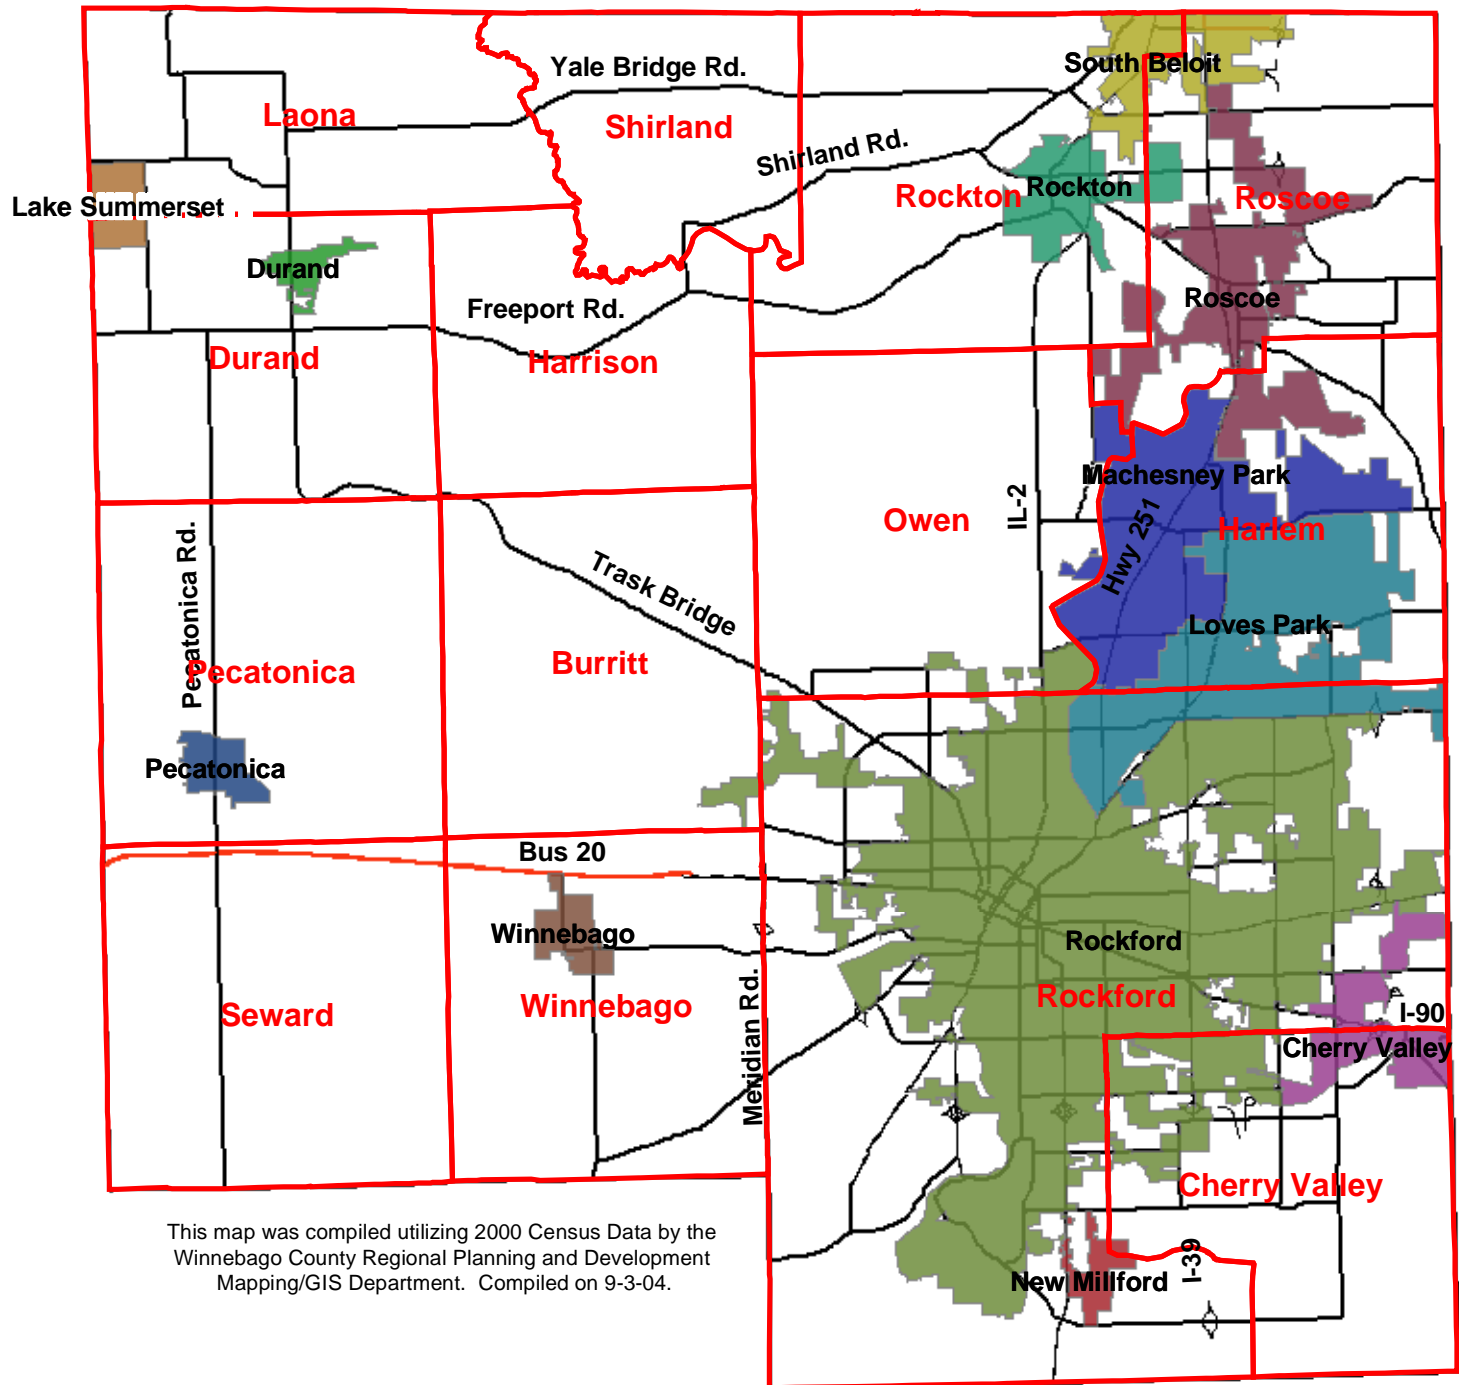 South Beloit
Yale Bridge Rd.
Laona
Shirland
Shirland Rd.
Rockton
Rockton
Roscoe
Lake Summerset
Durand
Roscoe
Freeport Rd.
Durand
Harrison
Machesney Park
IL-2
Owen
Hwy 251
Harlem
Pecatonica Rd.
Trask Bridge
Loves Park
Pecatonica
Burritt
Pecatonica
Bus 20
Winnebago
Rockford
Rockford
Winnebago
Seward
I-90
Meridian Rd.
Cherry Valley
Cherry Valley
This map was compiled utilizing 2000 Census Data by the
Winnebago County Regional Planning and Development
Mapping/GIS Department.  Compiled on 9-3-04.
I-39
New Millford